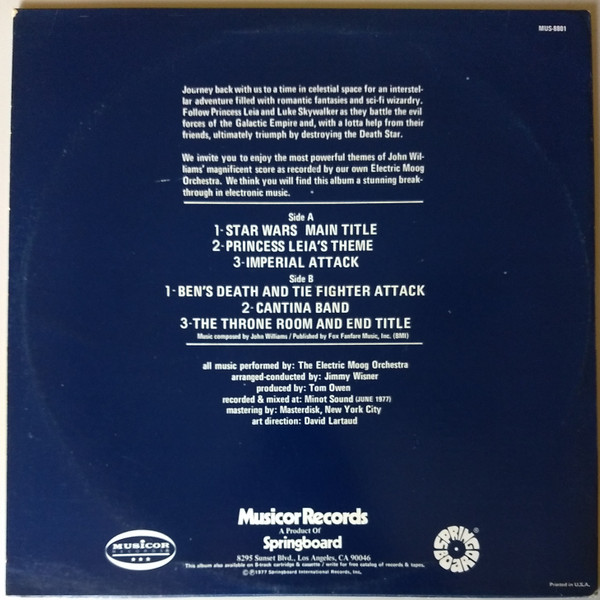 MUS-8801
Journey back with us to a time in celestial space for an interstel-
lar adventure filled with romantic fantasies and sci-fi wizardry.
Follow Princess Leia and Luke Skywalker as they battle the evil
forces of the Galactic Empire and, with a lotta help from their
friends, ultimately triumph by destroying the Death Star.
We invite you to enjoy the most powerful themes of John Wil-
liams' magnificent score as recorded by our own Electric Moog
Orchestra. We think you will find this album a stunning break-
through in electronic music.
Side A
1-STAR WARS MAIN TITLE
2-PRINCESS LEIA'S THEME
3-IMPERIAL ATTACK
Side B
1-BEN'S DEATH AND TIE FIGHTER ATTACK
2-CANTINA BAND
3-THE THRONE ROOM AND END TITLE
Music composed by John Williams / Published by Fox Fanfare Music, Inc. (BMI)
all music performed by: The Electric Moog Orchestra
arranged-conducted by: Jimmy Wisner
produced by: Tom Owen
recorded & mixed at: Minot Sound (JUNE 1977)
mastering by: Masterdisk, New York City
art direction: David Lartaud
Musicor Records
A Product Of
Springboard
8295 Sunset Blvd., Los Angeles, CA 90046
This album also available on 8-track cartridge & cassette / write for free catalog of records & tapes.
©Ⓟ1977 Springboard International Records, Inc.
MUSICOR
RECORDS
SPRINGBOARD
®
Printed in U.S.A.